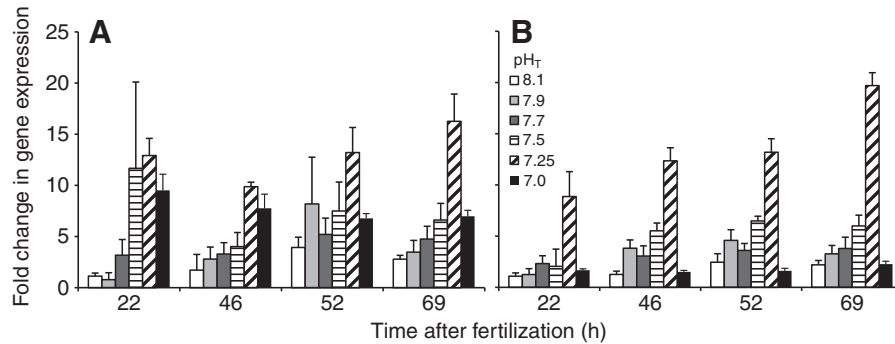 Fold change in gene expression
25
20
15
10
5
0
A
22 46 52 69
B
pHT
8.1
7.9
7.7
7.5
7.25
7.0
22 46 52 69
Time after fertilization (h)